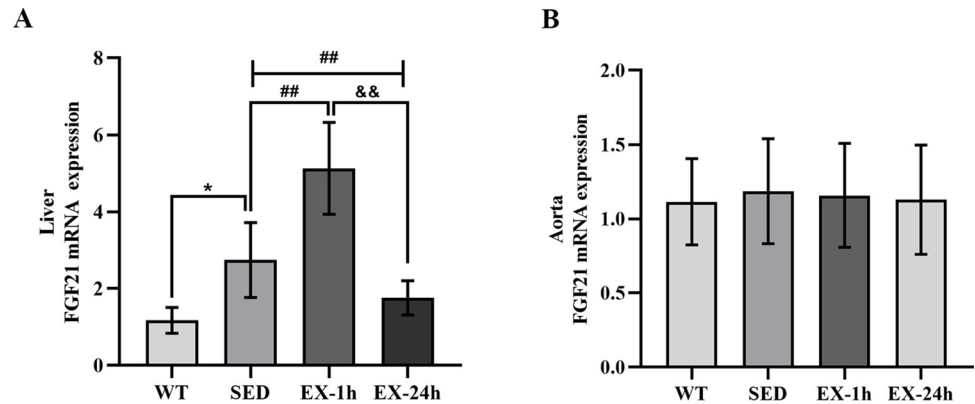 A
Liver
FGF21 mRNA expression
8
6
4
2
0
*
##
##
&&
WT SED EX-1h EX-24h
B
Aorta
FGF21 mRNA expression
2.0
1.5
1.0
0.5
0.0
WT SED EX-1h EX-24h